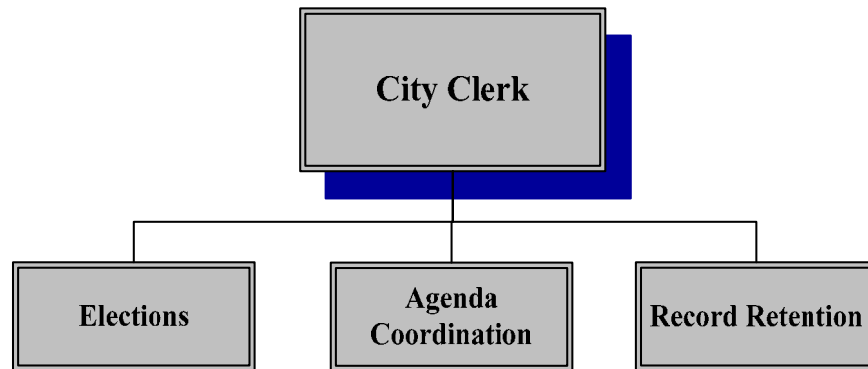 City Clerk
Elections
Agenda
Coordination
Record Retention